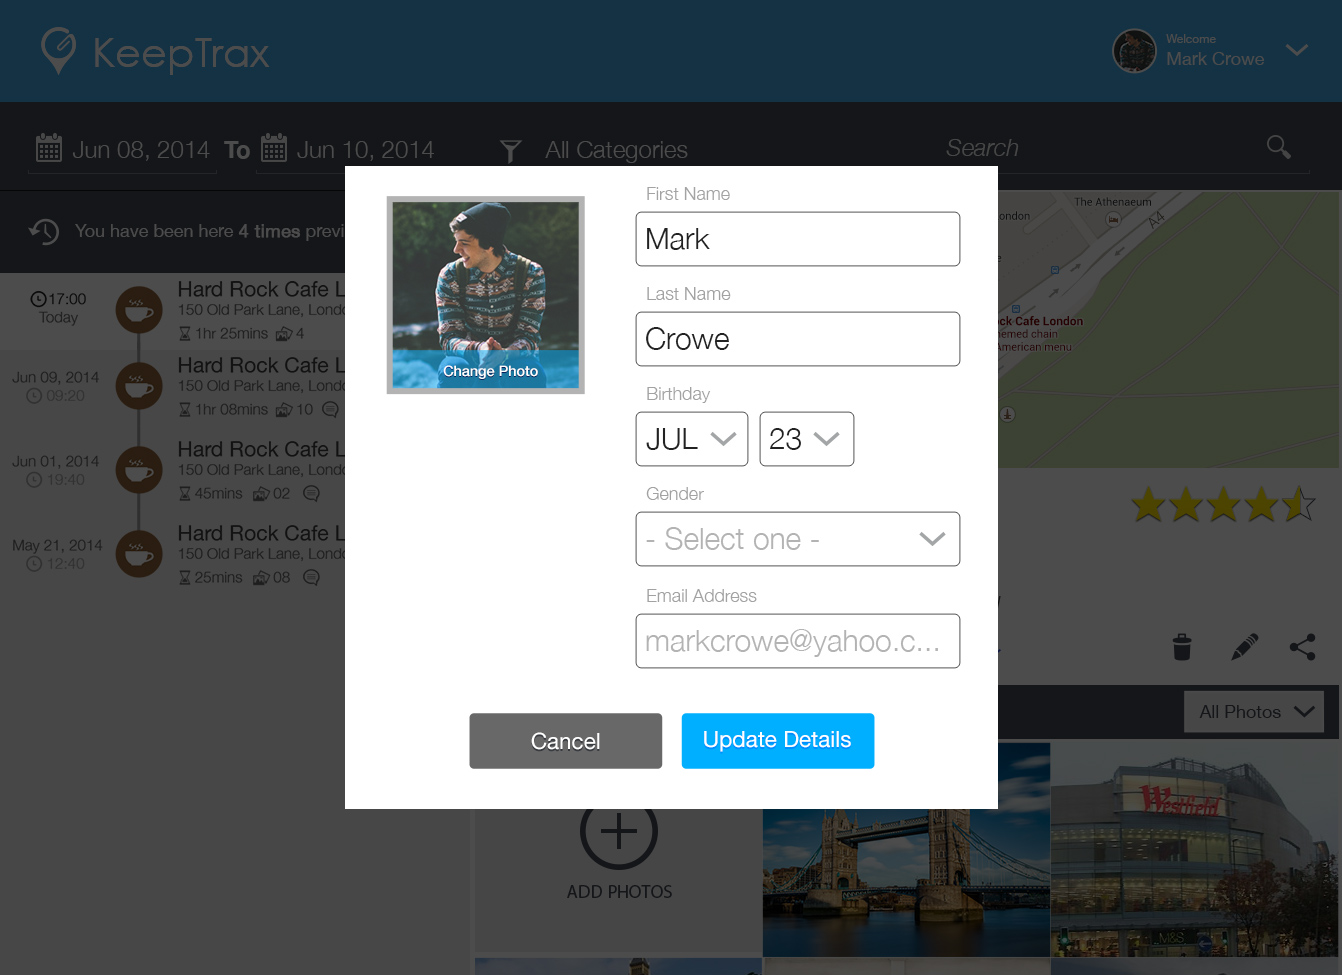 KeepTrax
Welcome
Mark Crowe
Jun 08, 2014 To Jun 10, 2014
All Categories
Search
You have been here 4 times previ
17:00
Today
Hard Rock Cafe L
150 Old Park Lane, Londo
1hr 25mins 4
Jun 09, 2014
09:20
Hard Rock Cafe L
150 Old Park Lane, Londo
1hr 08mins 10
Jun 01, 2014
19:40
Hard Rock Cafe L
150 Old Park Lane, Londo
45mins 02
May 21, 2014
12:40
Hard Rock Cafe L
150 Old Park Lane, Londo
25mins 08
Change Photo
First Name
Mark
Last Name
Crowe
Birthday
JUL 23
Gender
- Select one -
Email Address
markcrowe@yahoo.c...
Cancel
Update Details
The Athenaeum
ondon
A4
ck Cafe London
emed chain
American menu
All Photos
ADD PHOTOS
Westfield
M&S